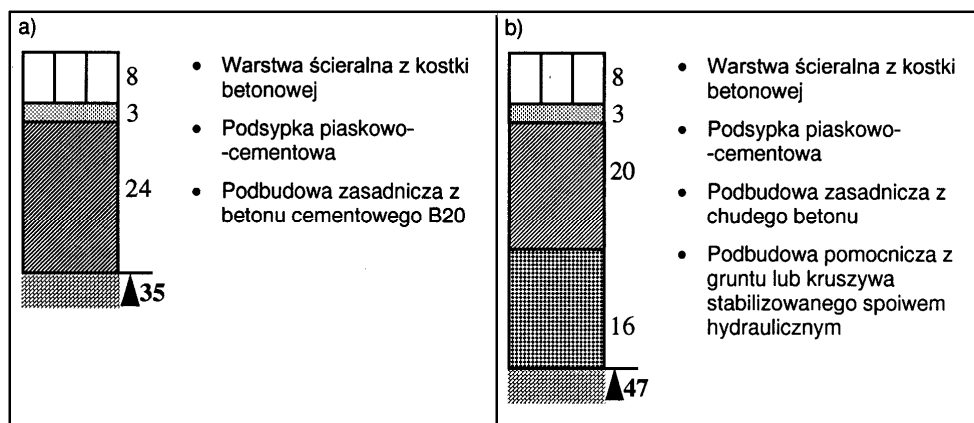 a)
8
3
24
35
• Warstwa ścieralna z kostki
betonowej
• Podsypka piaskowo-
-cementowa
• Podbudowa zasadnicza z
betonu cementowego B20
b)
8
3
20
16
47
• Warstwa ścieralna z kostki
betonowej
• Podsypka piaskowo-
-cementowa
• Podbudowa zasadnicza z
chudego betonu
• Podbudowa pomocnicza z
gruntu lub kruszywa
stabilizowanego spoiwem
hydraulicznym